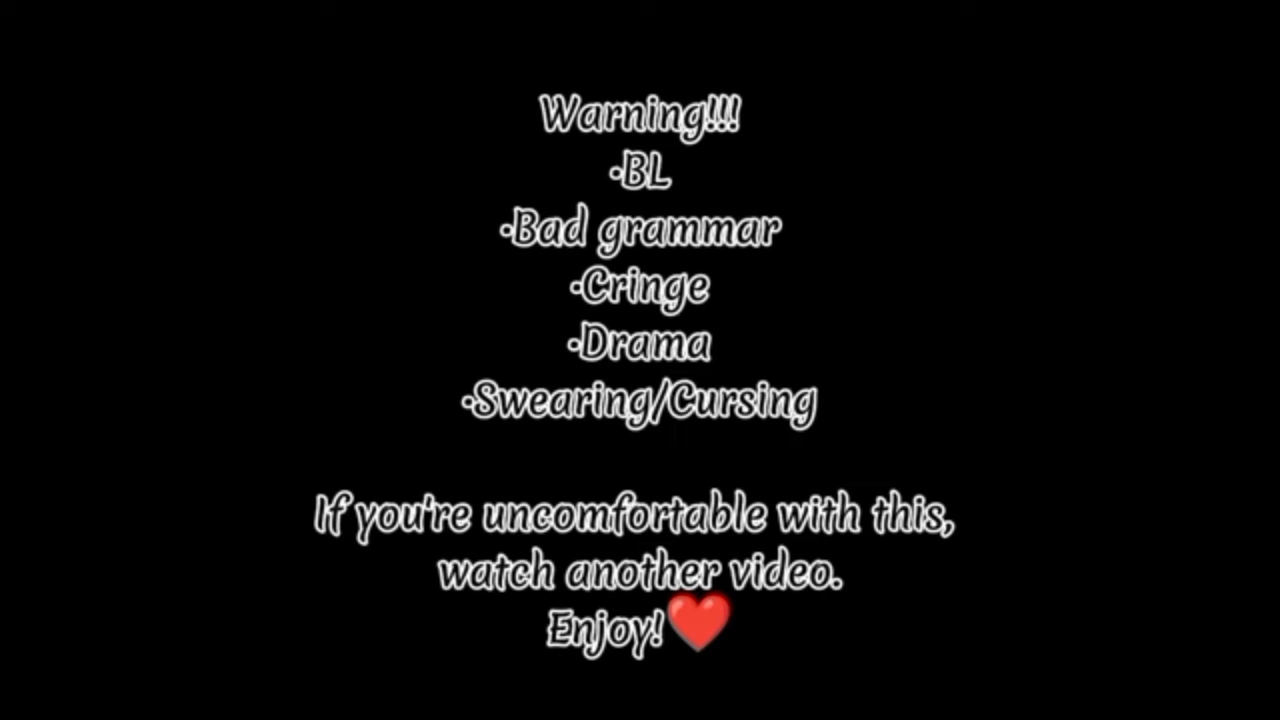 Warning!!!
•BL
•Bad grammar
•Cringe
•Drama
•Swearing/Cursing
If you're uncomfortable with this,
watch another video.
Enjoy!❤️